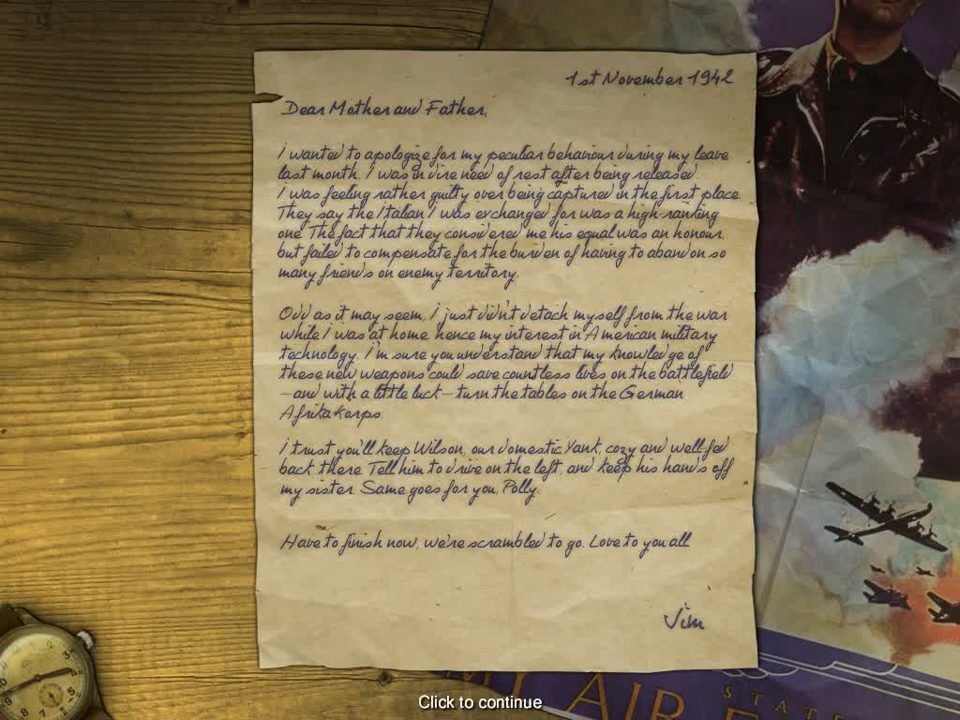 1st November 1942
Dear Mother and Father,
I wanted to apologize for my peculiar behaviour during my leave
last month. I was in dire need of rest after being released.
I was feeling rather guilty over being captured in the first place.
They say the Italian I was exchanged for was a high-ranking
one. The fact that they considered me his equal was an honour,
but failed to compensate for the burden of having to abandon so
many friends on enemy territory.
Odd as it may seem, I just didn't detach myself from the war
while I was at home, hence my interest in American military
technology. I'm sure you understand that my knowledge of
these new weapons could save countless lives on the battlefield
– and with a little luck – turn the tables on the German
Afrika Korps.
I trust you'll keep Wilson, our domestic Yank, cozy and well-fed
back there. Tell him to drive on the left, and keep his hands off
my sister. Same goes for you, Polly.
Have to finish now, we're scrambled to go. Love to you all
Jim
STATE
MY AIR F
Click to continue